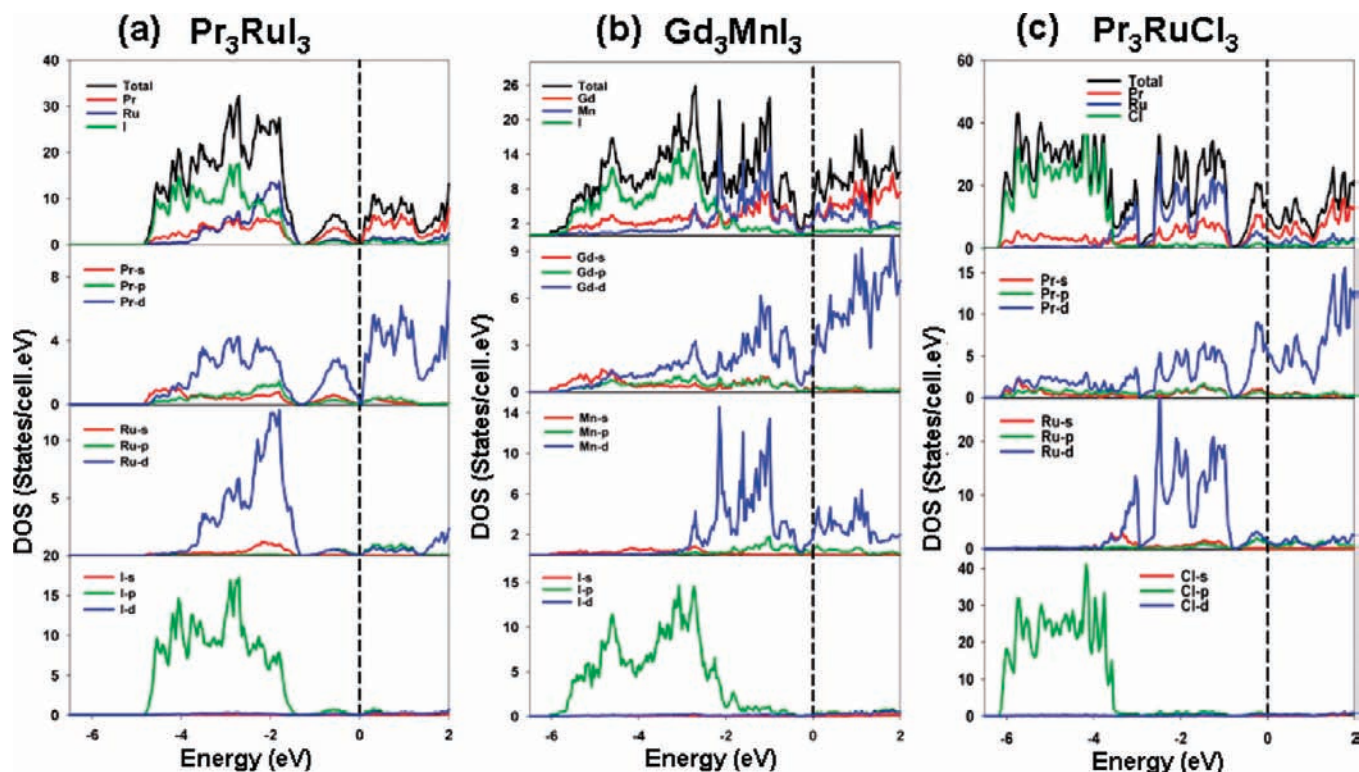 (a) Pr₃RuI₃
DOS (States/cell.eV)
40
30
20
10
0
Total
Pr
Ru
I
8
4
0
Pr-s
Pr-p
Pr-d
10
5
20
Ru-s
Ru-p
Ru-d
15
10
5
0
I-s
I-p
I-d
-6 -4 -2 0 2
Energy (eV)
(b) Gd₃MnI₃
DOS (States/cell.eV)
26
20
14
8
2
Total
Gd
Mn
I
9
6
3
0
Gd-s
Gd-p
Gd-d
14
10
6
2
Mn-s
Mn-p
Mn-d
15
10
5
0
I-s
I-p
I-d
-6 -4 -2 0 2
Energy (eV)
(c) Pr₃RuCl₃
DOS (States/cell.eV)
60
40
20
0
Total
Pr
Ru
Cl
15
10
5
0
Pr-s
Pr-p
Pr-d
20
10
0
Ru-s
Ru-p
Ru-d
40
30
20
10
0
Cl-s
Cl-p
Cl-d
-6 -4 -2 0 2
Energy (eV)